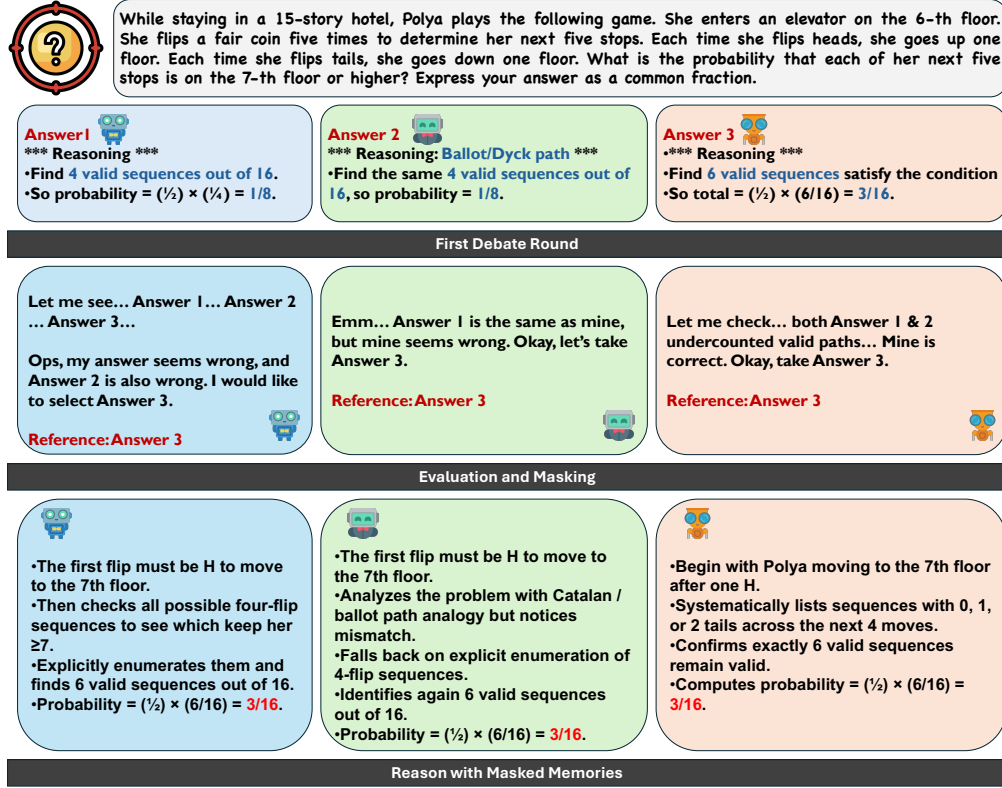 While staying in a 15-story hotel, Polya plays the following game. She enters an elevator on the 6-th floor.
She flips a fair coin five times to determine her next five stops. Each time she flips heads, she goes up one
floor. Each time she flips tails, she goes down one floor. What is the probability that each of her next five
stops is on the 7-th floor or higher? Express your answer as a common fraction.
Answer1
*** Reasoning ***
•Find 4 valid sequences out of 16.
•So probability = (½) × (¼) = 1/8.
Answer 2
*** Reasoning: Ballot/Dyck path ***
•Find the same 4 valid sequences out of
16, so probability = 1/8.
Answer 3
•*** Reasoning ***
•Find 6 valid sequences satisfy the condition
•So total = (½) × (6/16) = 3/16.
First Debate Round
Let me see… Answer 1… Answer 2
… Answer 3…
Ops, my answer seems wrong, and
Answer 2 is also wrong. I would like
to select Answer 3.
Reference: Answer 3
Emm… Answer 1 is the same as mine,
but mine seems wrong. Okay, let's take
Answer 3.
Reference: Answer 3
Let me check… both Answer 1 & 2
undercounted valid paths… Mine is
correct. Okay, take Answer 3.
Reference: Answer 3
Evaluation and Masking
•The first flip must be H to move
to the 7th floor.
•Then checks all possible four-flip
sequences to see which keep her
≥7.
•Explicitly enumerates them and
finds 6 valid sequences out of 16.
•Probability = (½) × (6/16) = 3/16.
•The first flip must be H to move to
the 7th floor.
•Analyzes the problem with Catalan /
ballot path analogy but notices
mismatch.
•Falls back on explicit enumeration of
4-flip sequences.
•Identifies again 6 valid sequences
out of 16.
•Probability = (½) × (6/16) = 3/16.
•Begin with Polya moving to the 7th floor
after one H.
•Systematically lists sequences with 0, 1,
or 2 tails across the next 4 moves.
•Confirms exactly 6 valid sequences
remain valid.
•Computes probability = (½) × (6/16) =
3/16.
Reason with Masked Memories